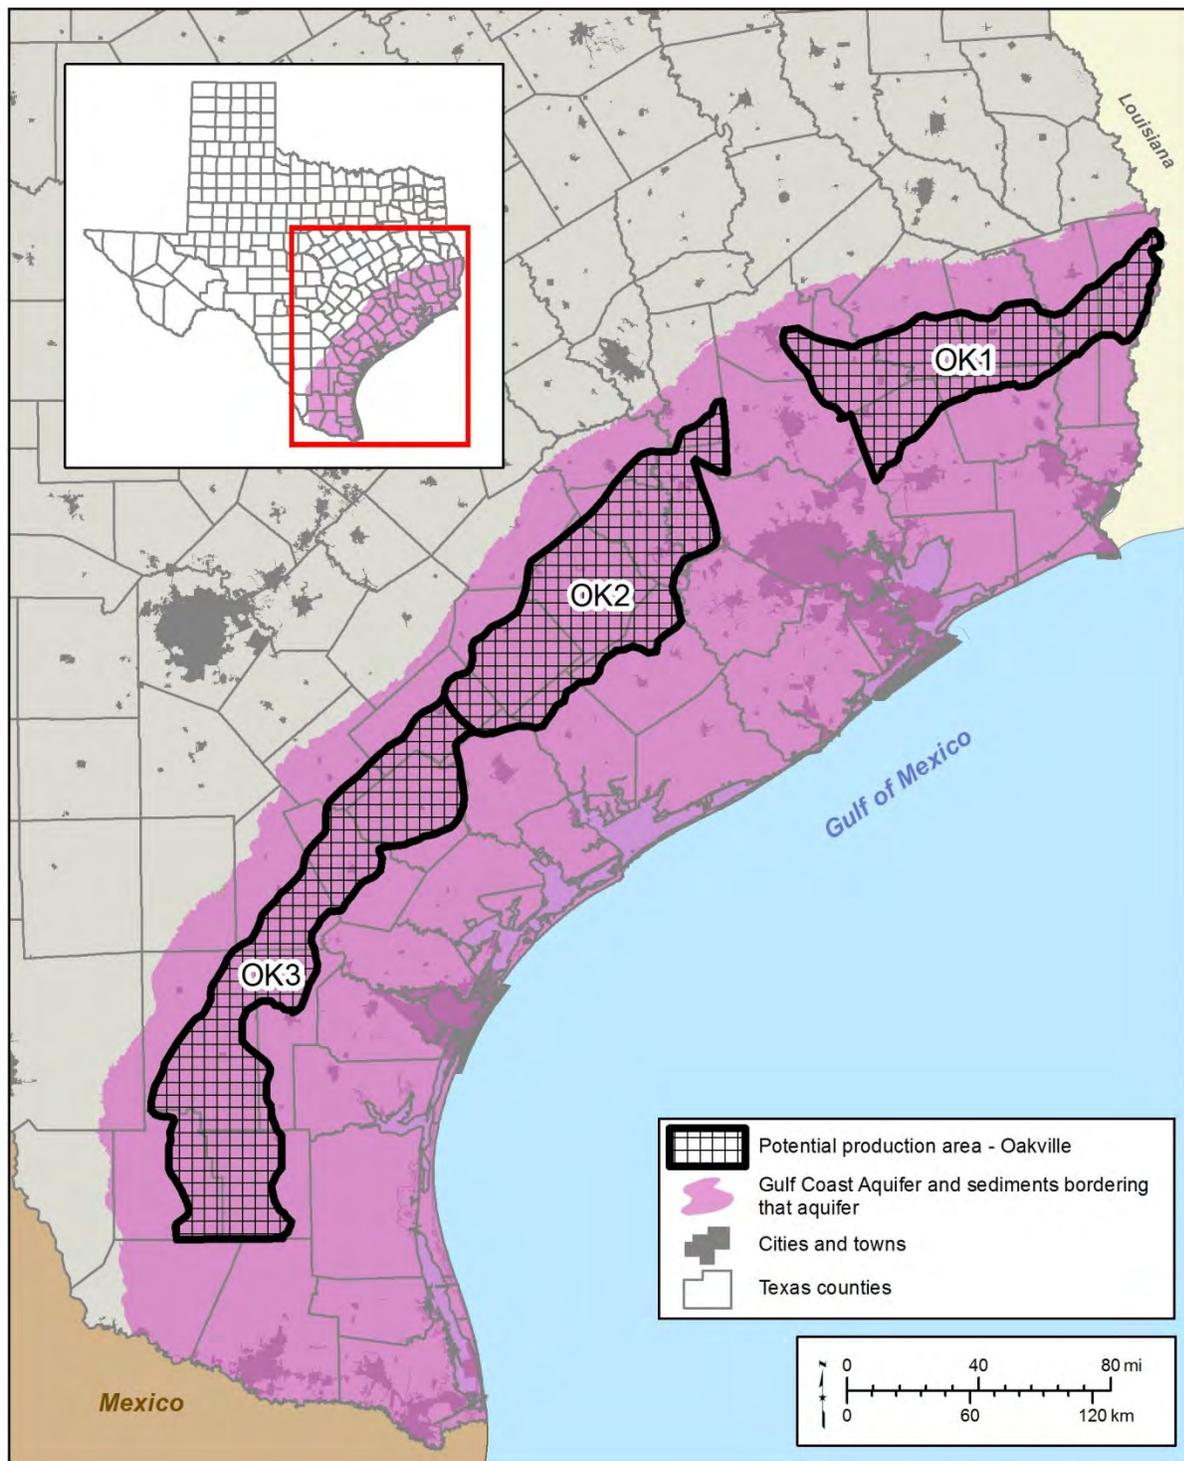 Louisiana
OK1
OK2
Gulf of Mexico
OK3
Potential production area - Oakville
Gulf Coast Aquifer and sediments bordering
that aquifer
Cities and towns
Texas counties
Mexico
N
0 40 80 mi
0 60 120 km